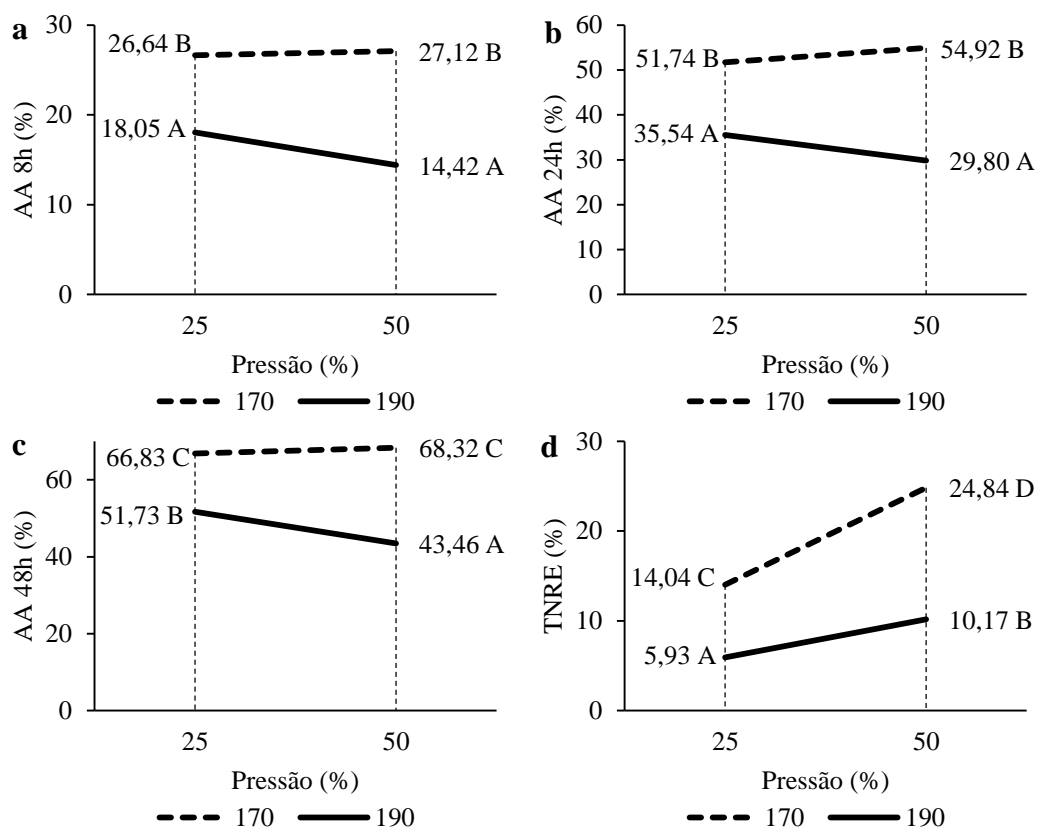 a
AA 8h (%)
30
20
10
0
26,64 B
27,12 B
18,05 A
14,42 A
25
50
Pressão (%)
170
190
b
AA 24h (%)
60
50
40
30
20
10
0
51,74 B
54,92 B
35,54 A
29,80 A
25
50
Pressão (%)
170
190
c
AA 48h (%)
60
40
20
0
66,83 C
68,32 C
51,73 B
43,46 A
25
50
Pressão (%)
170
190
d
TNRE (%)
30
20
10
0
24,84 D
14,04 C
10,17 B
5,93 A
25
50
Pressão (%)
170
190